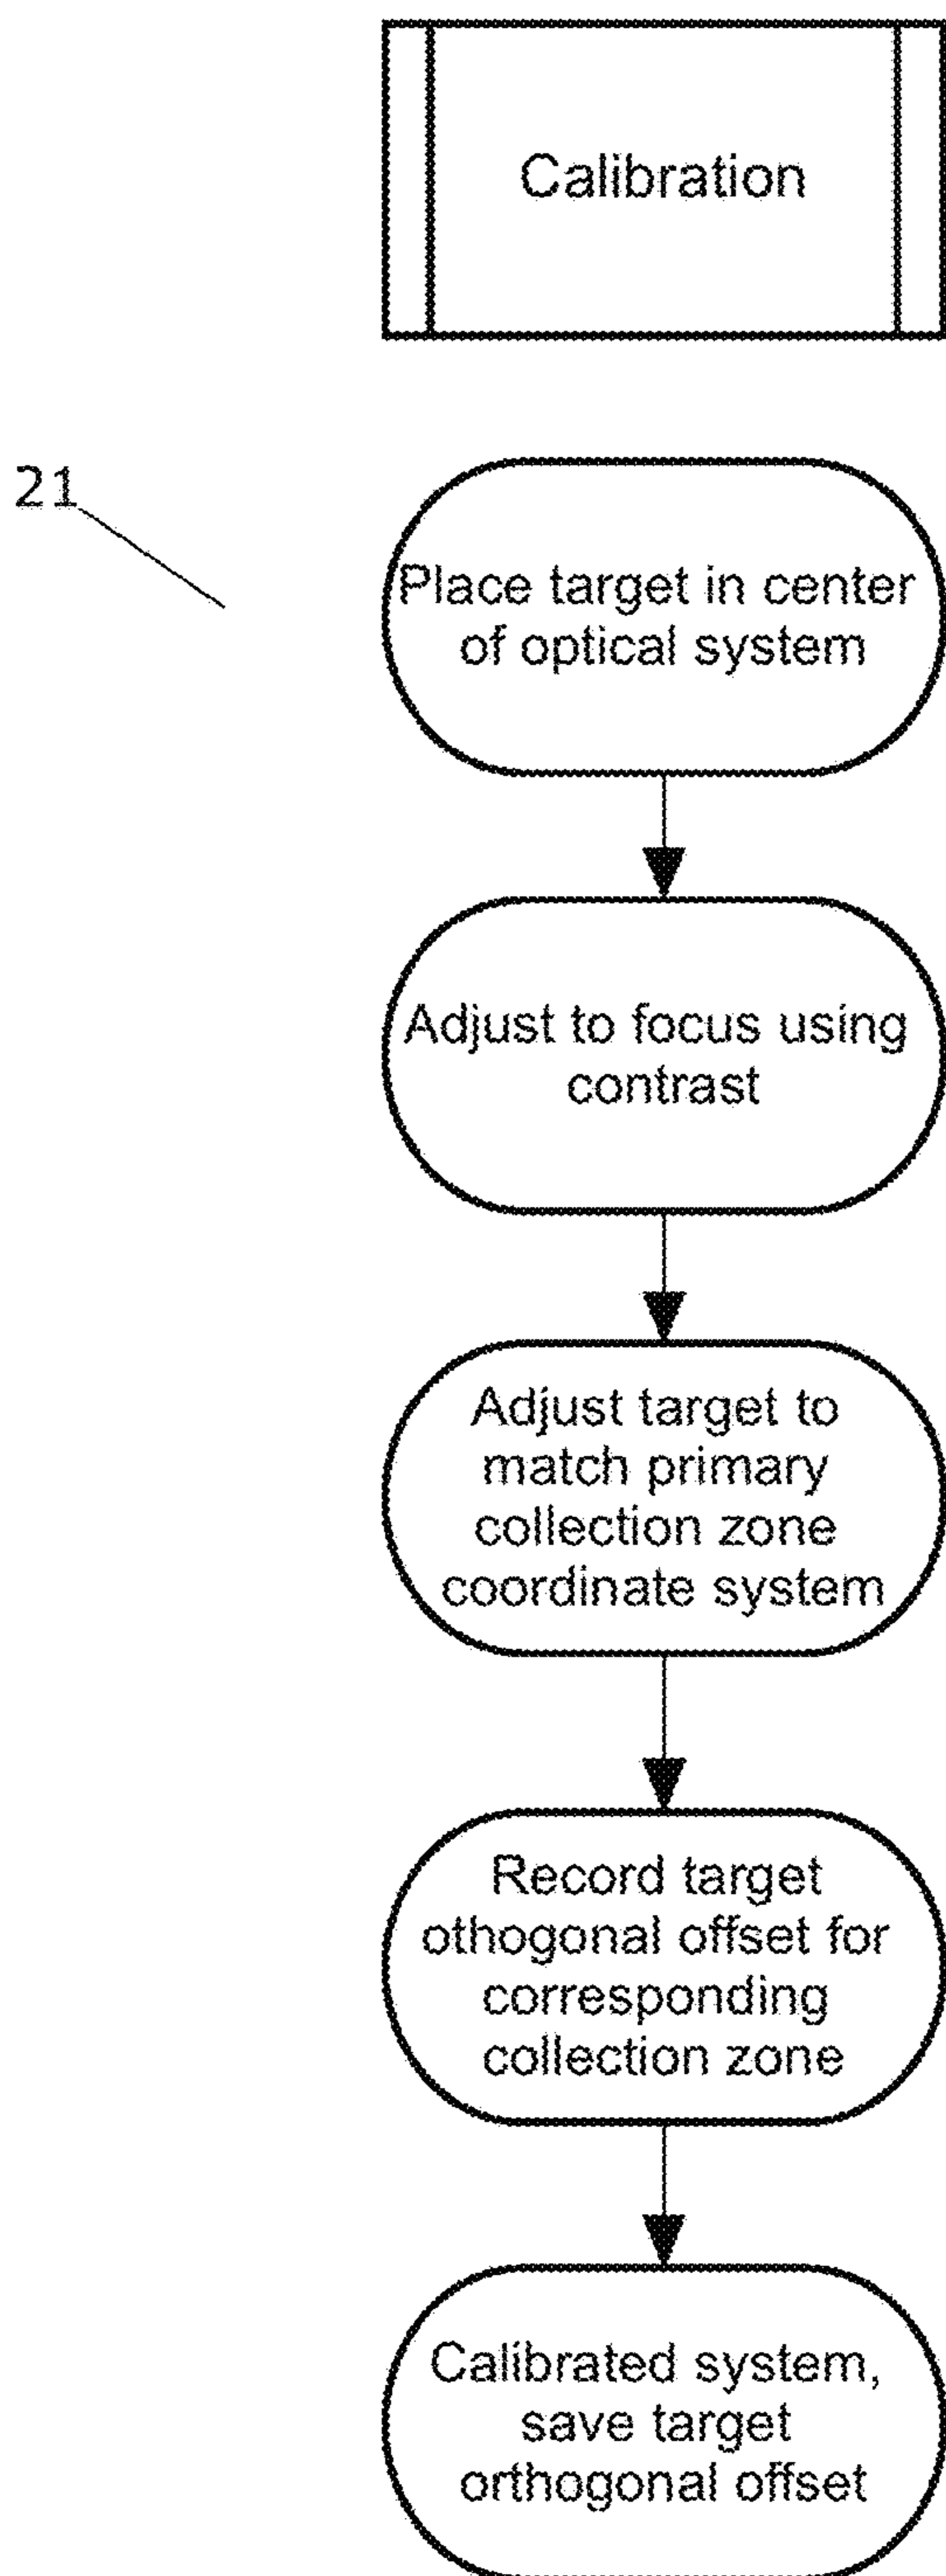 Calibration
21
Place target in center
of optical system
Adjust to focus using
contrast
Adjust target to
match primary
collection zone
coordinate system
Record target
othogonal offset for
corresponding
collection zone
Calibrated system,
save target
orthogonal offset